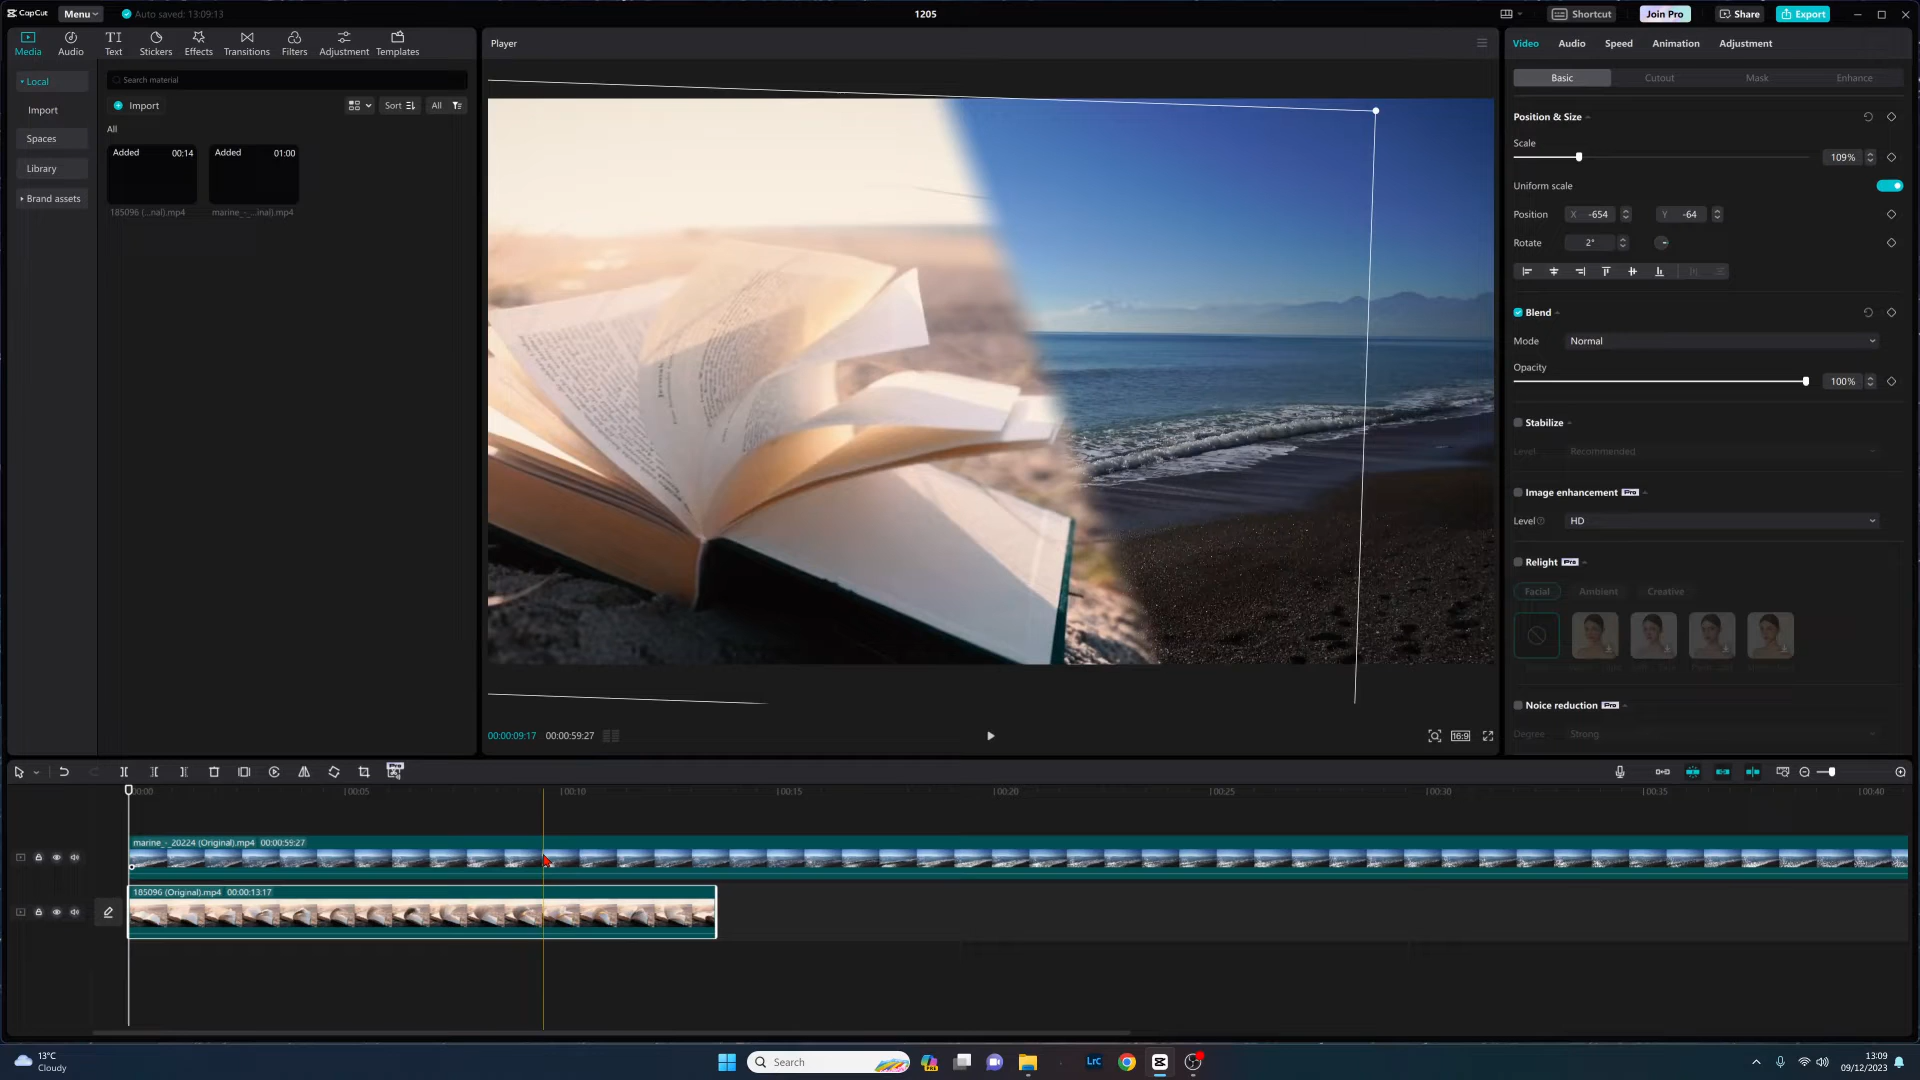 CapCut
Menu
Auto saved: 13:09:13
1205
Shortcut
Join Pro
Share
Export
Media
Audio
Text
Stickers
Effects
Transitions
Filters
Adjustment
Templates
Local
Import
Spaces
Library
Brand assets
Search material
Import
Sort
All
All
Added 00:14
Added 01:00
185096 (...nal).mp4
marine_-_...inal).mp4
Player
00:00:09:17 00:00:59:27
16:9
Video
Audio
Speed
Animation
Adjustment
Basic
Cutout
Mask
Enhance
Position & Size
Scale
109%
Uniform scale
Position X -654 Y -64
Rotate 2°
Blend
Mode Normal
Opacity
100%
Stabilize
Level Recommended
Image enhancement Pro
Level HD
Relight Pro
Facial
Ambient
Creative
Noice reduction Pro
Degree Strong
Pro
00:00
00:05
00:10
00:15
00:20
00:25
00:30
00:35
00:40
marine_-_20224 (Original).mp4 00:00:59:27
185096 (Original).mp4 00:00:13:17
13°C
Cloudy
Search
LrC
13:09
09/12/2023